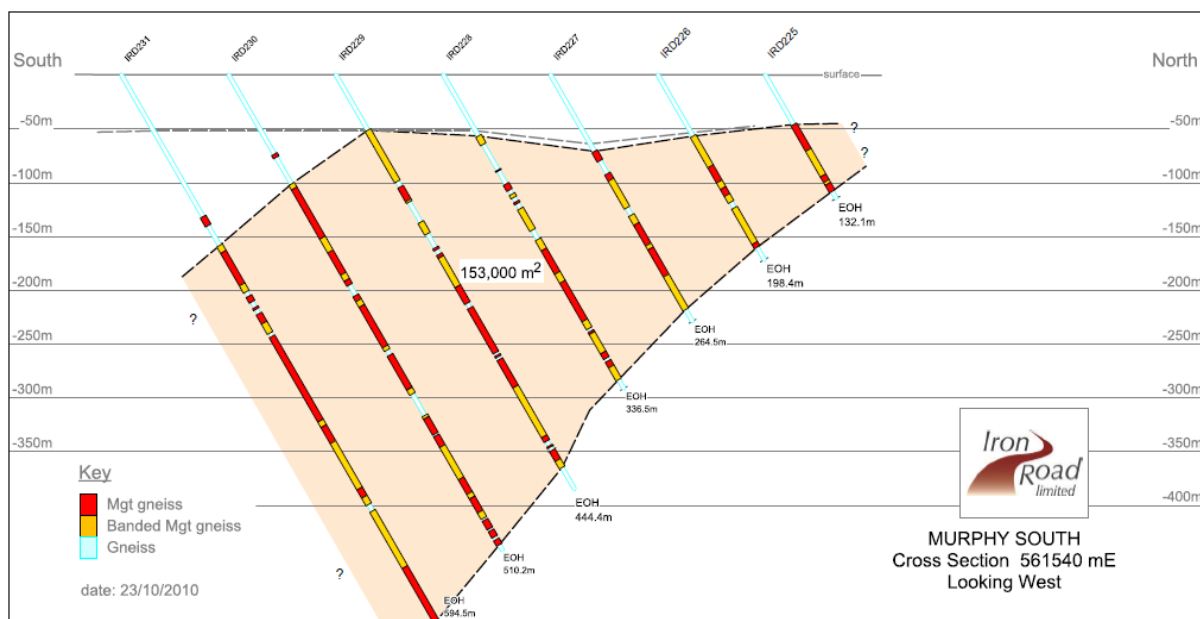 IRD231
IRD230
IRD229
IRD228
IRD227
IRD226
IRD225
South
North
surface
-50m
-50m
?
?
-100m
-100m
-150m
-150m
153,000 m²
EOH
132.1m
EOH
198.4m
-200m
-200m
?
EOH
264.5m
-250m
-250m
-300m
-300m
EOH
336.5m
-350m
-350m
Key
Mgt gneiss
Banded Mgt gneiss
Gneiss
-400m
EOH
444.4m
Iron
Road
limited
MURPHY SOUTH
Cross Section 561540 mE
Looking West
EOH
510.2m
?
date: 23/10/2010
EOH
594.5m